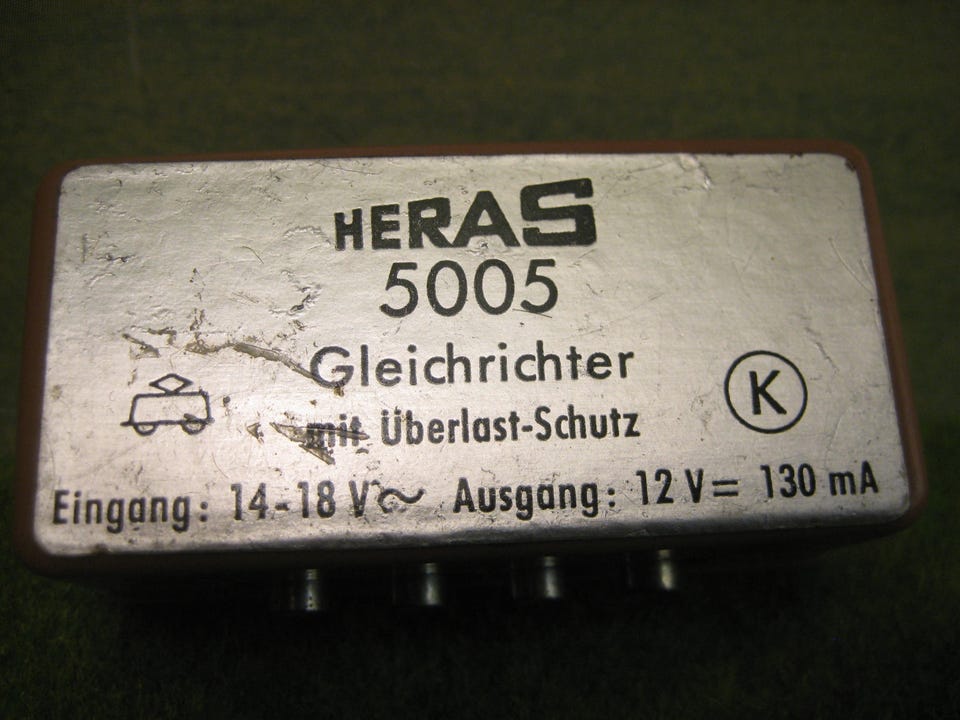 HERAS
5005
Gleichrichter
mit Überlast-Schutz
K
Eingang: 14-18 V~ Ausgang: 12 V= 130 mA